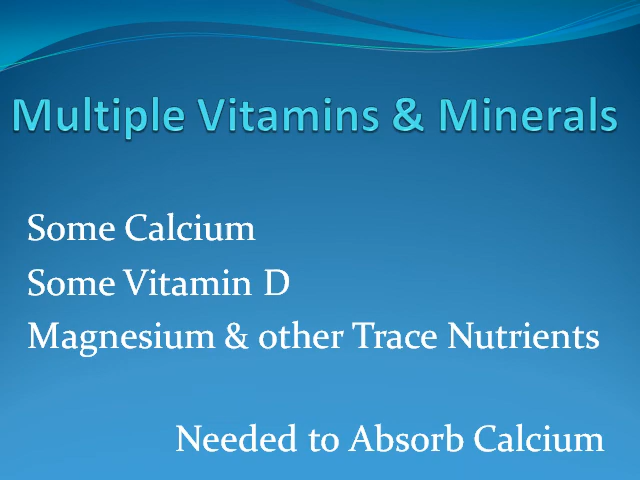 Multiple Vitamins & Minerals
Some Calcium
Some Vitamin D
Magnesium & other Trace Nutrients
Needed to Absorb Calcium